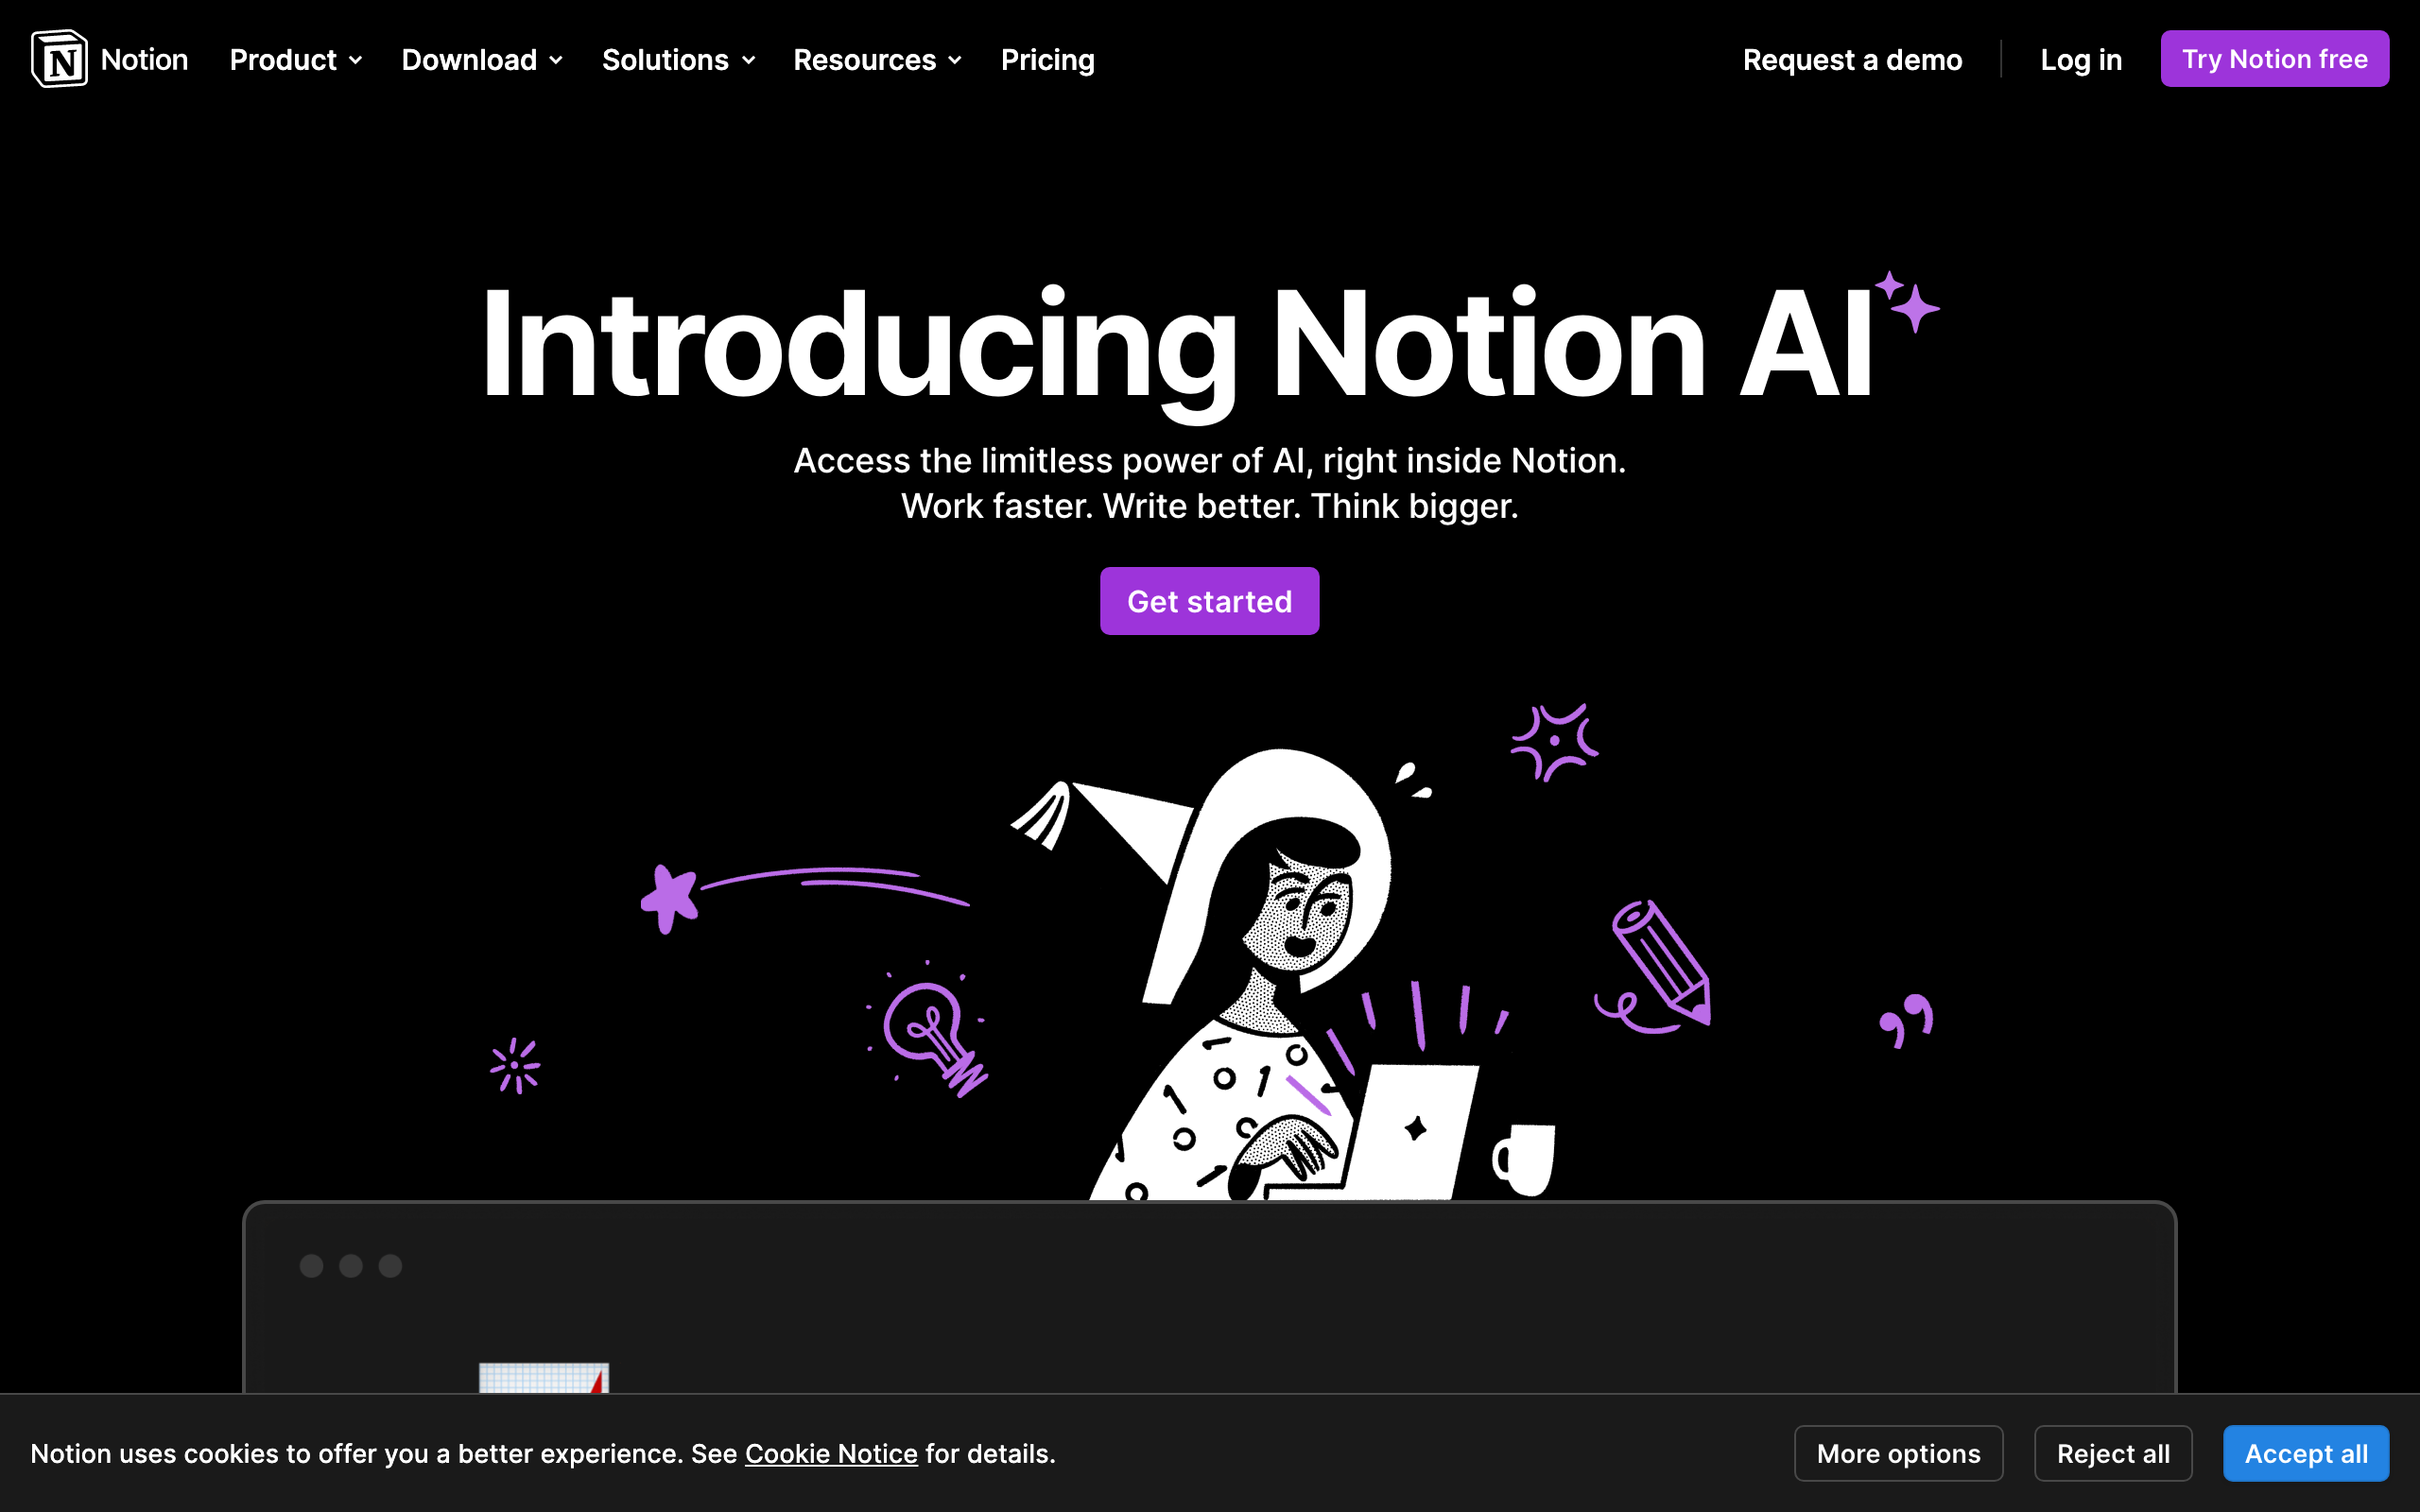 Notion Product Download Solutions Resources Pricing Request a demo Log in Try Notion free
Introducing Notion AI
Access the limitless power of AI, right inside Notion.
Work faster. Write better. Think bigger.
Get started
Notion uses cookies to offer you a better experience. See Cookie Notice for details. More options Reject all Accept all